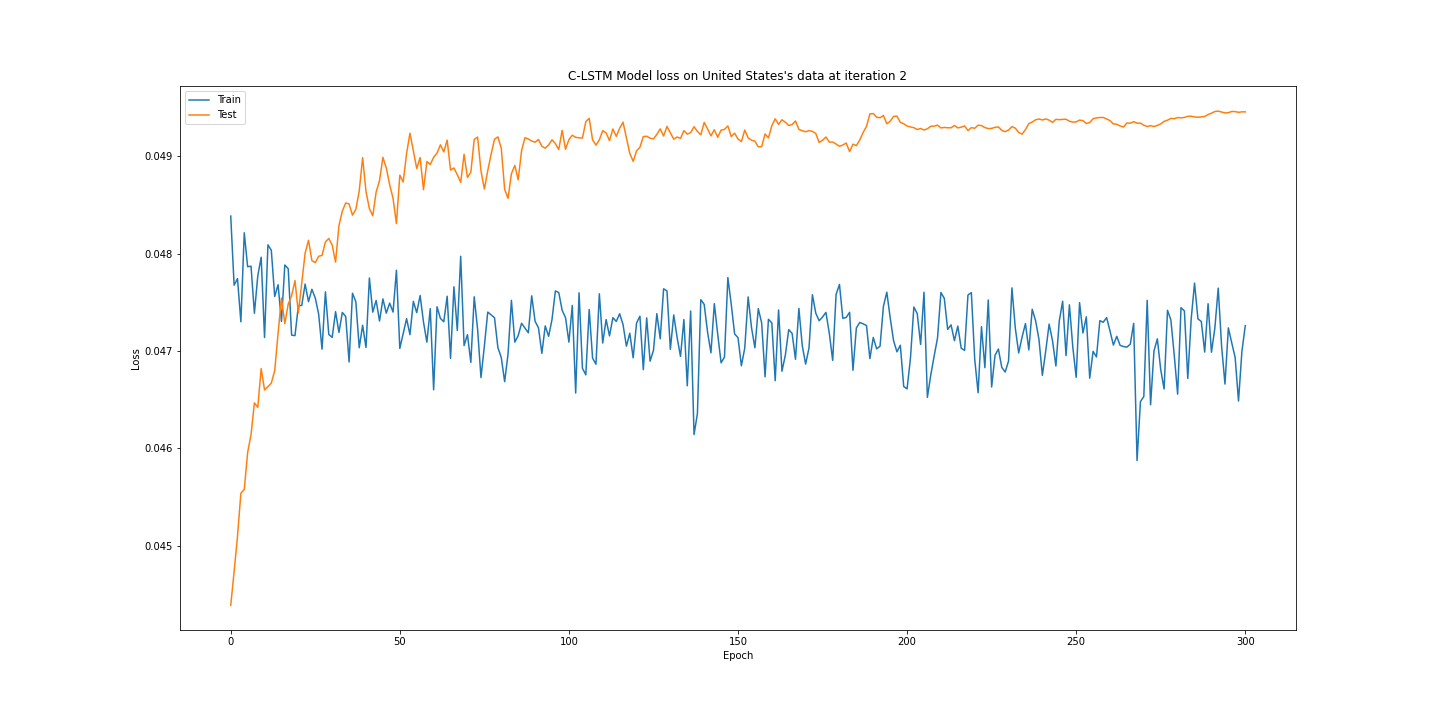 C-LSTM Model loss on United States's data at iteration 2
Train
Test
0.049
0.048
0.047
0.046
0.045
Loss
0 50 100 150 200 250 300
Epoch